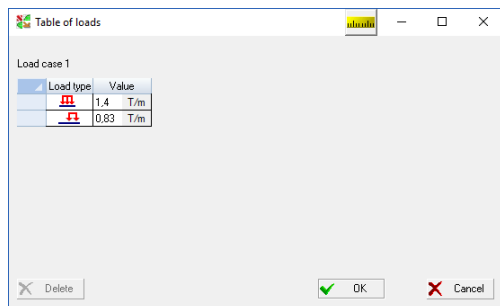 Table of loads
Load case 1
Load type Value
1,4 T/m
0,83 T/m
Delete OK Cancel